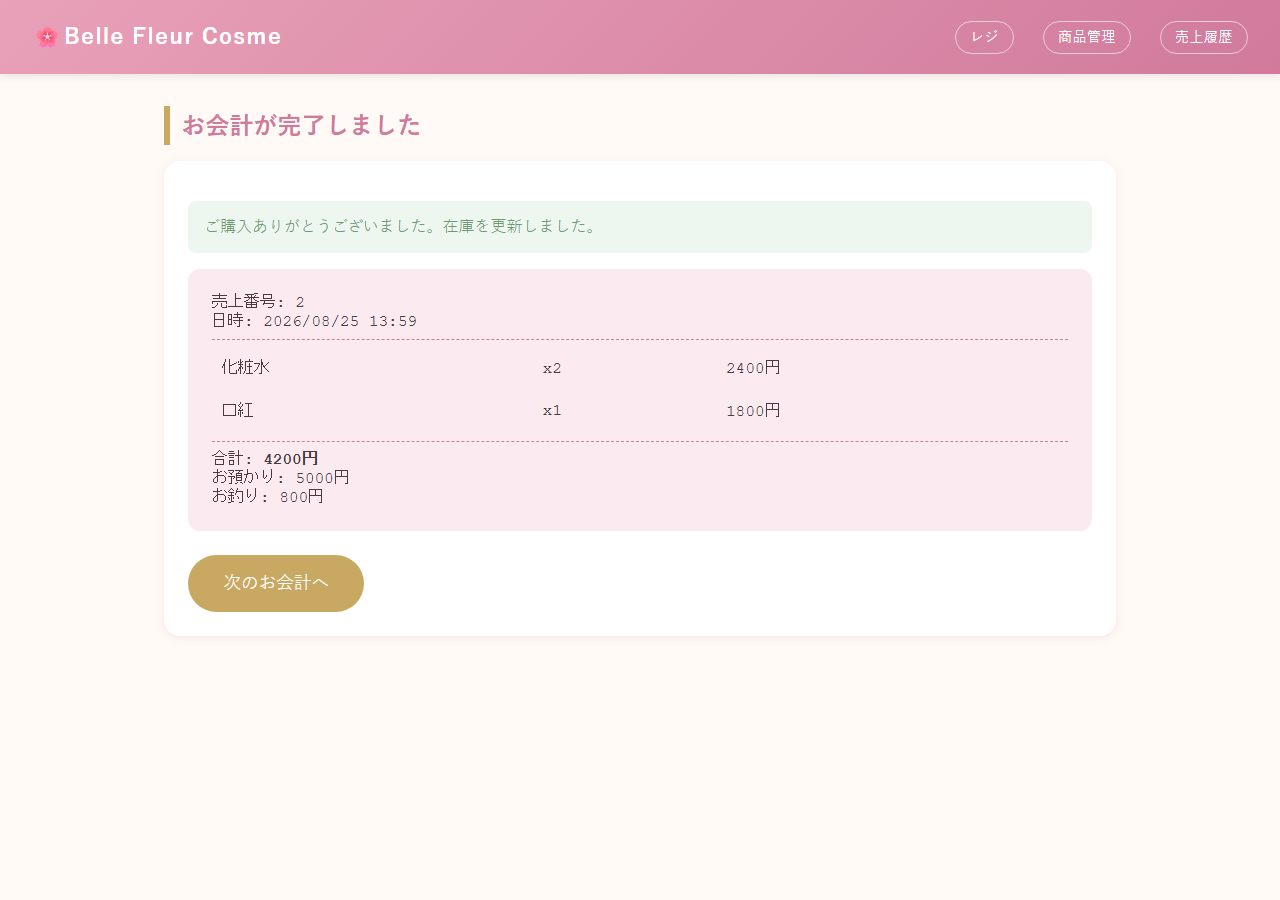 🌸 Belle Fleur Cosme
レジ 商品管理 売上履歴
お会計が完了しました
ご購入ありがとうございました。在庫を更新しました。
売上番号: 2
日時: 2026/08/25 13:59
化粧水 x2 2400円
口紅 x1 1800円
合計: 4200円
お預かり: 5000円
お釣り: 800円
次のお会計へ